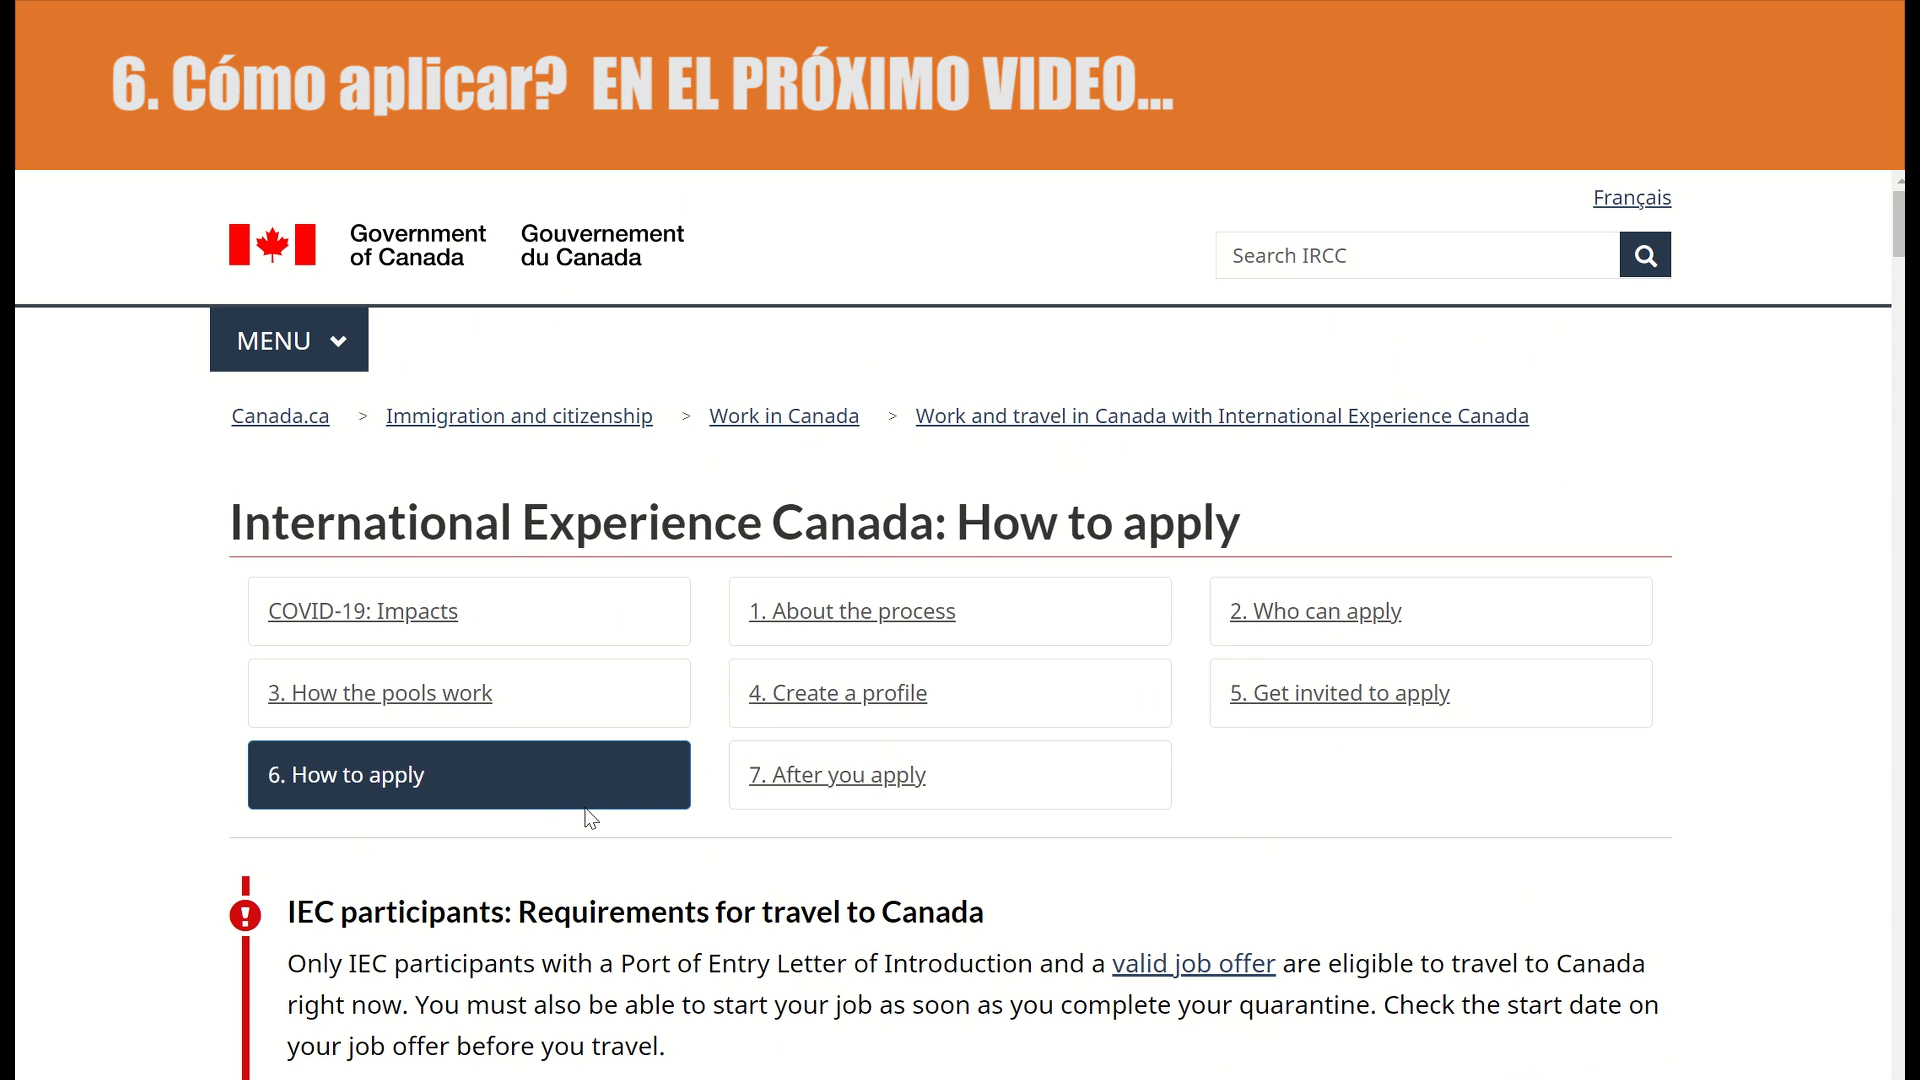 6. Cómo aplicar? EN EL PRÓXIMO VIDEO...
Français
Government of Canada
Gouvernement du Canada
Search IRCC
MENU
Canada.ca > Immigration and citizenship > Work in Canada > Work and travel in Canada with International Experience Canada
International Experience Canada: How to apply
COVID-19: Impacts
1. About the process
2. Who can apply
3. How the pools work
4. Create a profile
5. Get invited to apply
6. How to apply
7. After you apply
IEC participants: Requirements for travel to Canada
Only IEC participants with a Port of Entry Letter of Introduction and a valid job offer are eligible to travel to Canada
right now. You must also be able to start your job as soon as you complete your quarantine. Check the start date on
your job offer before you travel.